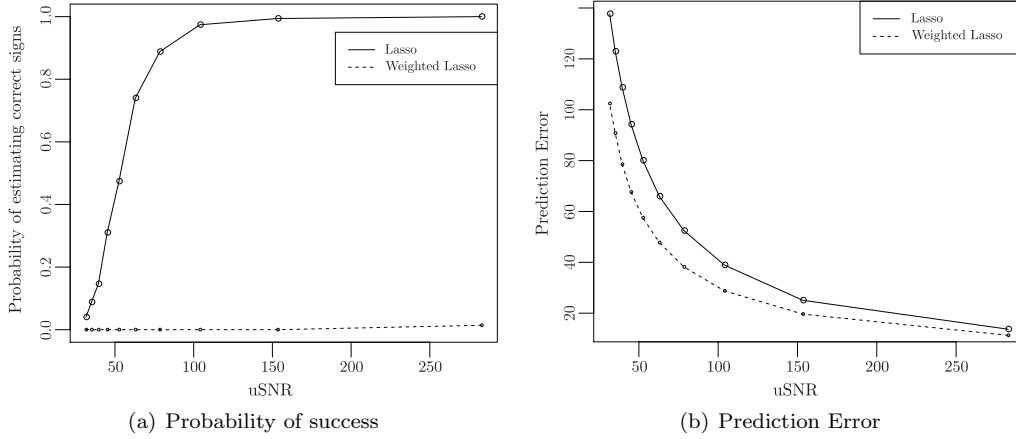 Probability of estimating correct signs
1.0
0.8
0.6
0.4
0.2
0.0
Lasso
Weighted Lasso
50 100 150 200 250
uSNR
(a) Probability of success
Prediction Error
120
100
80
60
40
20
Lasso
Weighted Lasso
50 100 150 200 250
uSNR
(b) Prediction Error